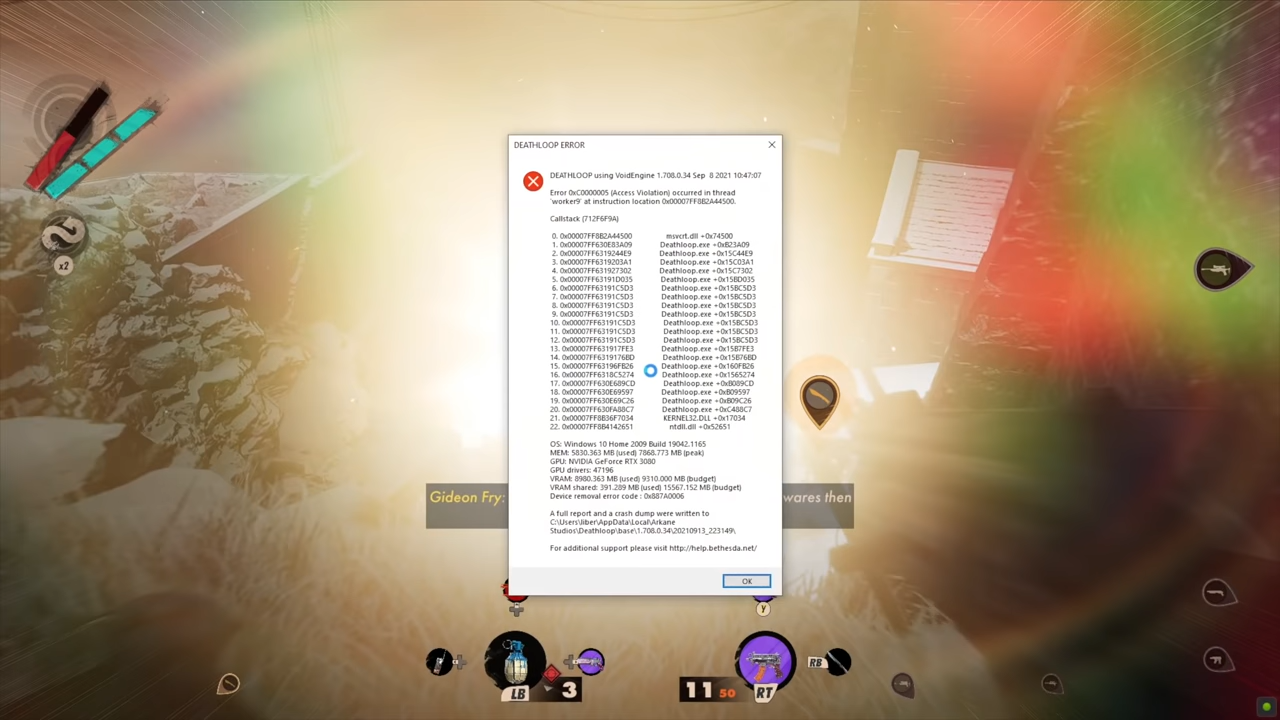 DEATHLOOP ERROR
DEATHLOOP using VoidEngine 1.708.0.34 Sep  8 2021 10:47:07
Error 0xC0000005 (Access Violation) occurred in thread
'worker9' at instruction location 0x00007FF8B2A44500.
Callstack (712F6F9A)
0. 0x00007FF8B2A44500 msvcrt.dll +0x74500
1. 0x00007FF630E83A09 Deathloop.exe +0xB23A09
2. 0x00007FF6319244E9 Deathloop.exe +0x15C44E9
3. 0x00007FF6319203A1 Deathloop.exe +0x15C03A1
4. 0x00007FF631927302 Deathloop.exe +0x15C7302
5. 0x00007FF63191D035 Deathloop.exe +0x15BD035
6. 0x00007FF63191C5D3 Deathloop.exe +0x15BC5D3
7. 0x00007FF63191C5D3 Deathloop.exe +0x15BC5D3
8. 0x00007FF63191C5D3 Deathloop.exe +0x15BC5D3
9. 0x00007FF63191C5D3 Deathloop.exe +0x15BC5D3
10. 0x00007FF63191C5D3 Deathloop.exe +0x15BC5D3
11. 0x00007FF63191C5D3 Deathloop.exe +0x15BC5D3
12. 0x00007FF63191C5D3 Deathloop.exe +0x15BC5D3
13. 0x00007FF631917FE3 Deathloop.exe +0x15B7FE3
14. 0x00007FF6319176BD Deathloop.exe +0x15B76BD
15. 0x00007FF63196FB26 Deathloop.exe +0x160FB26
16. 0x00007FF6318C5274 Deathloop.exe +0x1565274
17. 0x00007FF630E689CD Deathloop.exe +0xB089CD
18. 0x00007FF630E69597 Deathloop.exe +0xB09597
19. 0x00007FF630E69C26 Deathloop.exe +0xB09C26
20. 0x00007FF630FA88C7 Deathloop.exe +0xC488C7
21. 0x00007FF8B36F7034 KERNEL32.DLL +0x17034
22. 0x00007FF8B4142651 ntdll.dll +0x52651
OS: Windows 10 Home 2009 Build 19042.1165
MEM: 5830.363 MB (used) 7868.773 MB (peak)
GPU: NVIDIA GeForce RTX 3080
GPU drivers: 47196
VRAM: 8980.363 MB (used) 9310.000 MB (budget)
VRAM shared: 391.289 MB (used) 15567.152 MB (budget)
Device removal error code : 0x887A0006
A full report and a crash dump were written to
C:\Users\liber\AppData\Local\Arkane
Studios\Deathloop\base\1.708.0.34\20210913_223149\.
For additional support please visit http://help.bethesda.net/
OK
x2
Gideon Fry: wares then
Y
LB
3
11 50
RT
RB